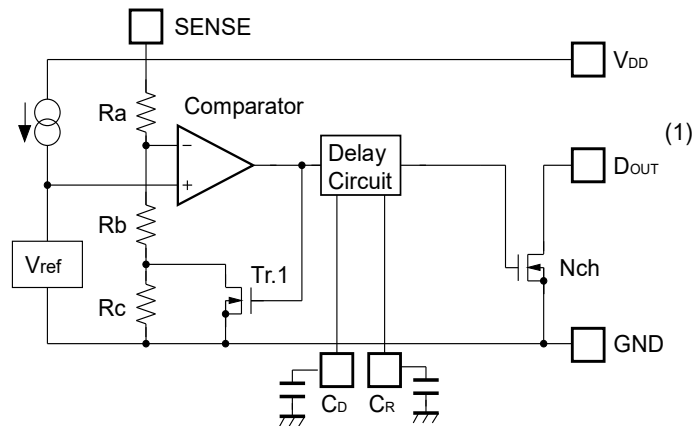 SENSE
VDD
Ra
Comparator
(1)
−
+
Delay
Circuit
DOUT
Rb
Vref
Tr.1
Nch
Rc
GND
CD
CR